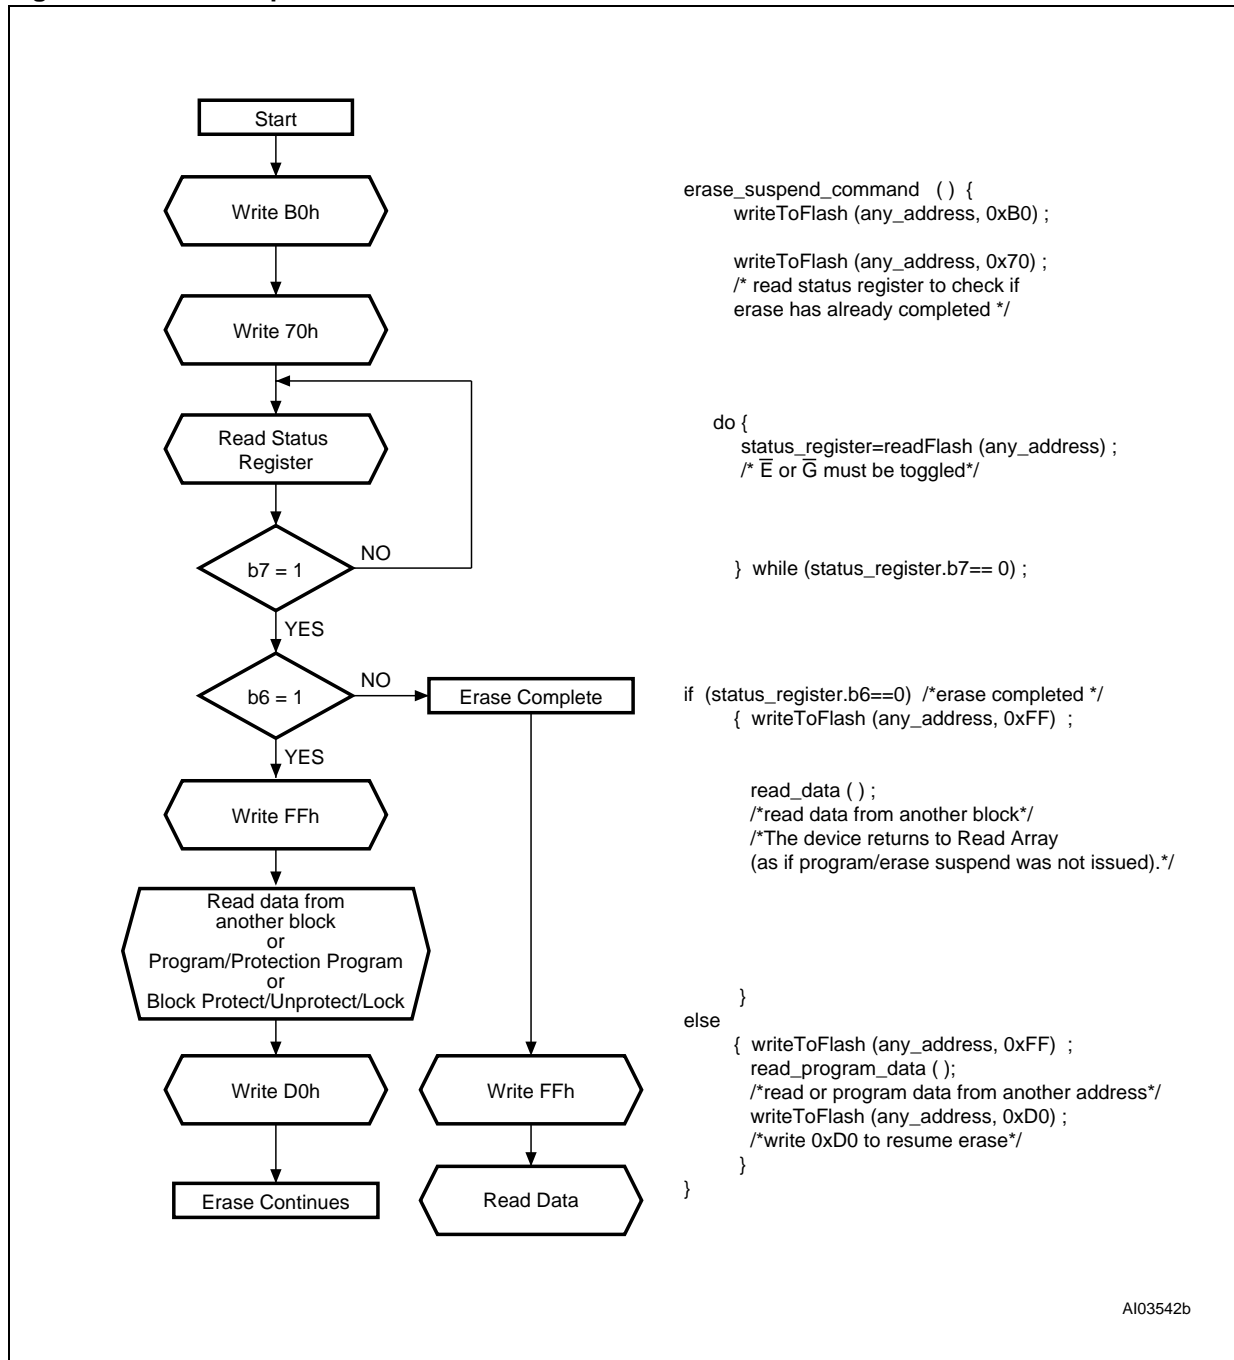 Start
Write B0h
Write 70h
Read Status
Register
b7 = 1
NO
YES
b6 = 1
NO
Erase Complete
YES
Write FFh
Read data from
another block
or
Program/Protection Program
or
Block Protect/Unprotect/Lock
Write D0h
Write FFh
Erase Continues
Read Data
erase_suspend_command ( ) {
writeToFlash (any_address, 0xB0) ;
writeToFlash (any_address, 0x70) ;
/* read status register to check if
erase has already completed */
do {
status_register=readFlash (any_address) ;
/* E̅ or G̅ must be toggled*/
} while (status_register.b7== 0) ;
if (status_register.b6==0) /*erase completed */
{ writeToFlash (any_address, 0xFF) ;
read_data ( ) ;
/*read data from another block*/
/*The device returns to Read Array
(as if program/erase suspend was not issued).*/
}
else
{ writeToFlash (any_address, 0xFF) ;
read_program_data ( );
/*read or program data from another address*/
writeToFlash (any_address, 0xD0) ;
/*write 0xD0 to resume erase*/
}
}
AI03542b